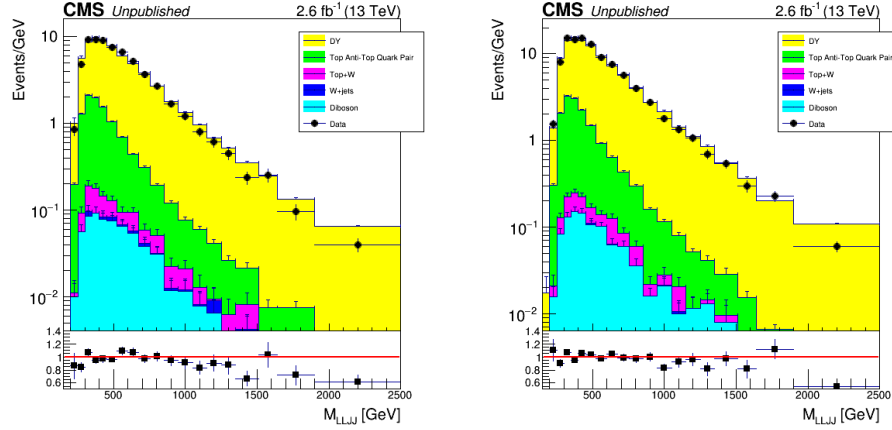 CMS Unpublished 2.6 fb⁻¹ (13 TeV)
Events/GeV
10
1
10⁻¹
10⁻²
DY
Top Anti-Top Quark Pair
Top+W
W+jets
Diboson
Data
1.4
1.2
1
0.8
0.6
500 1000 1500 2000 2500
M_LLJJ [GeV]
CMS Unpublished 2.6 fb⁻¹ (13 TeV)
Events/GeV
10
1
10⁻¹
10⁻²
DY
Top Anti-Top Quark Pair
Top+W
W+jets
Diboson
Data
1.4
1.2
1
0.8
0.6
500 1000 1500 2000 2500
M_LLJJ [GeV]